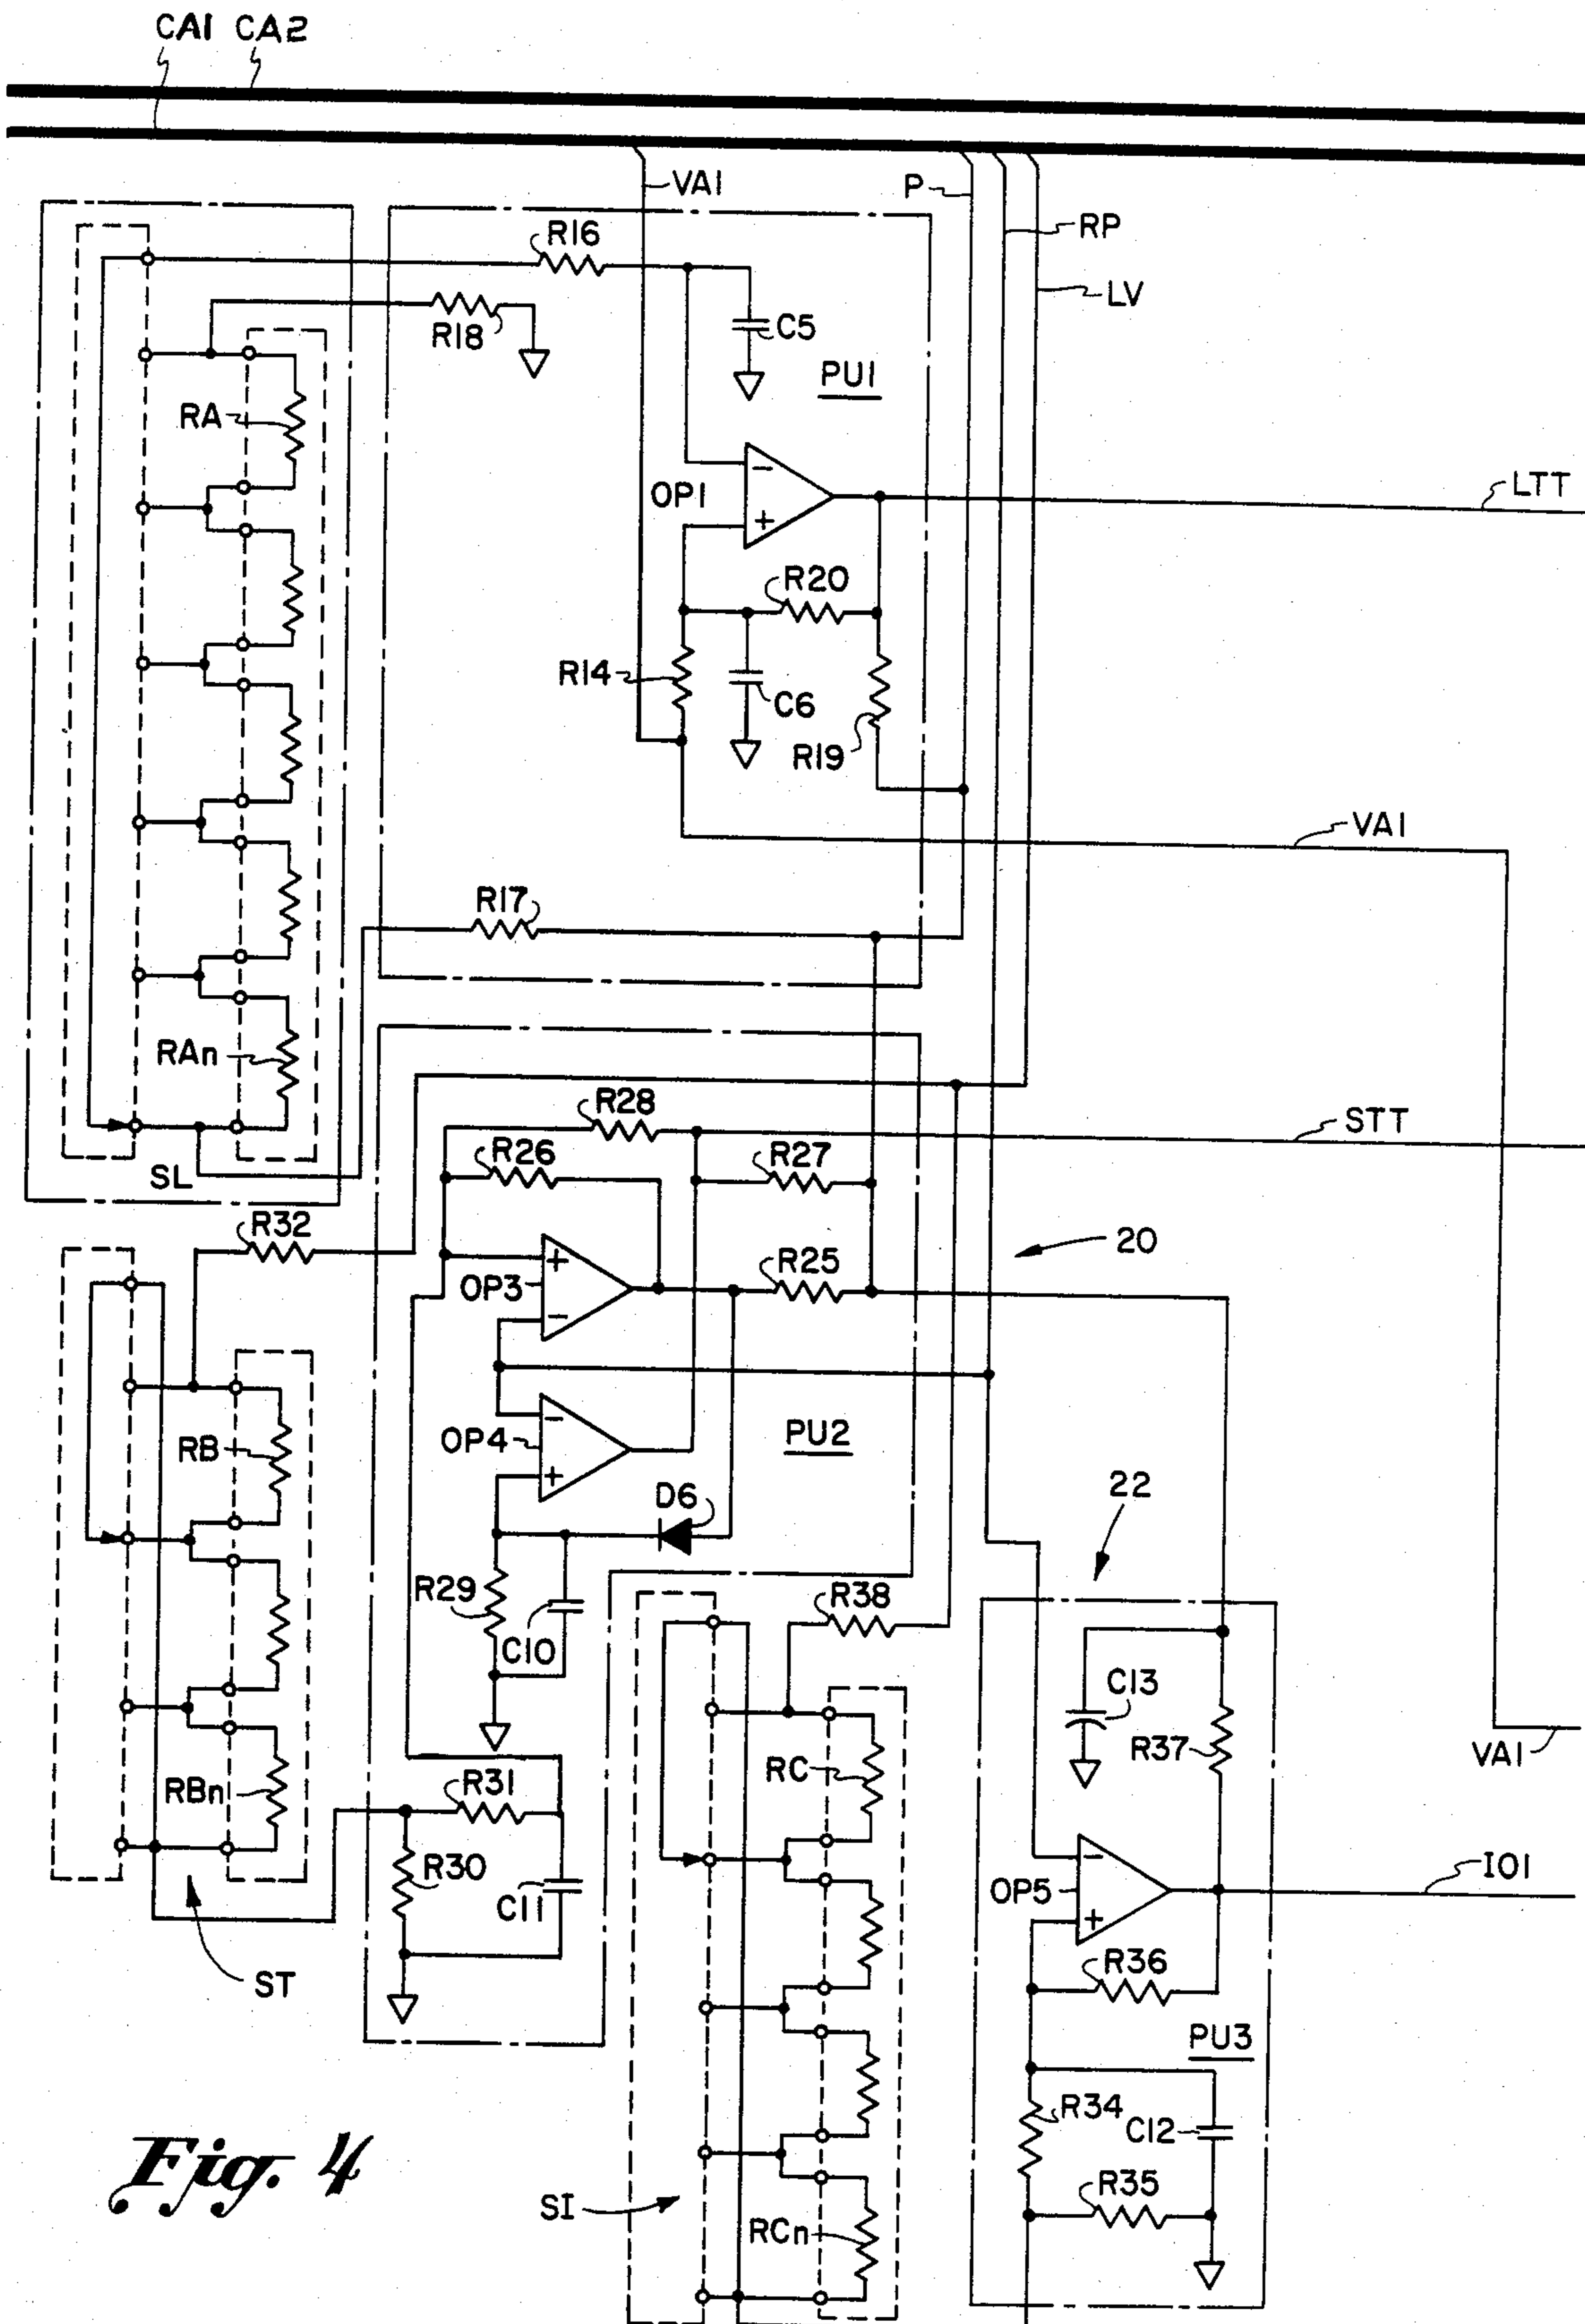 CA1 CA2
VA1
P
RP
LV
R16
R18
C5
PU1
RA
OP1
LTT
R20
R14
C6
R19
VA1
R17
RAn
R28
STT
R26
R27
SL
R32
R25
20
OP3
RB
OP4
PU2
D6
22
R29
C10
R38
C13
R37
VA1
RC
R31
RBn
R30
C11
OP5
IO1
R36
ST
PU3
R34
C12
R35
SI
RCn
Fig. 4
- + + - - + - +